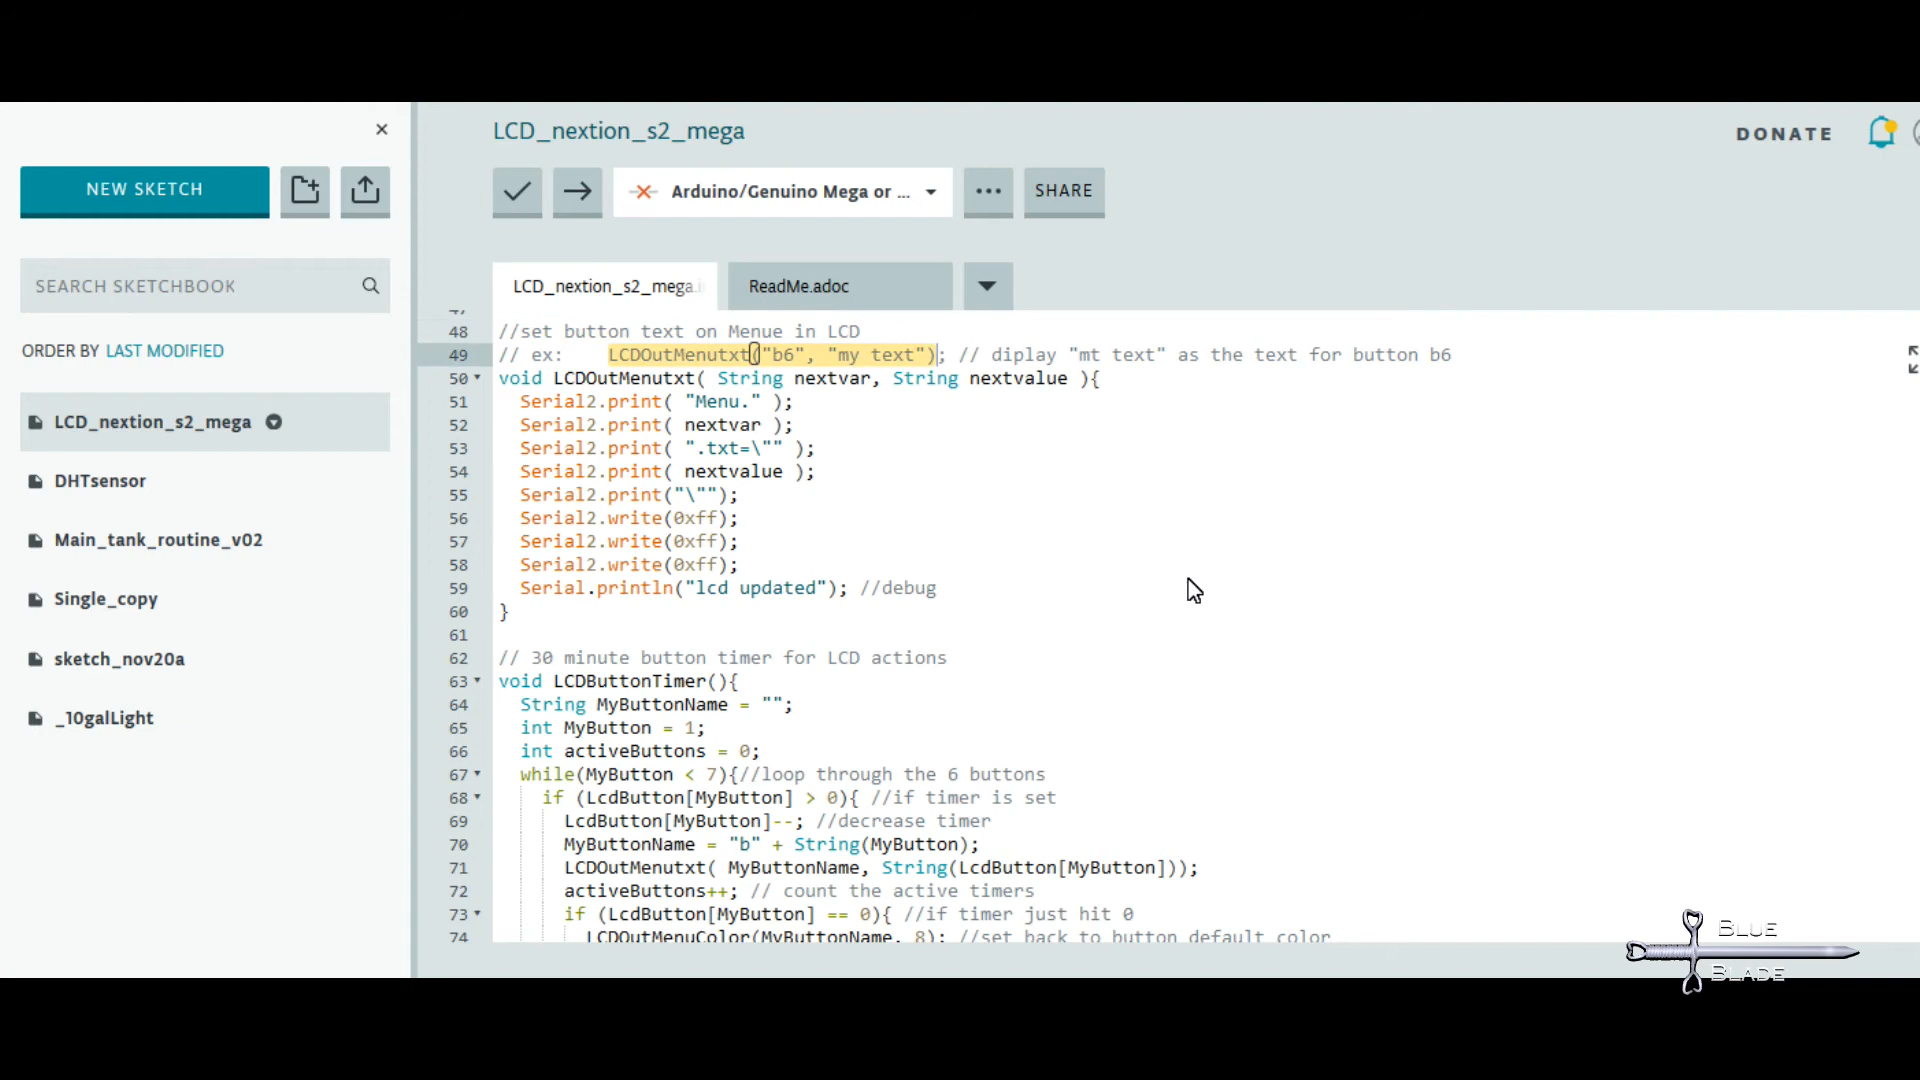 LCD_nextion_s2_mega
DONATE
NEW SKETCH
Arduino/Genuino Mega or ...
SHARE
SEARCH SKETCHBOOK
LCD_nextion_s2_mega.i
ReadMe.adoc
ORDER BY LAST MODIFIED
LCD_nextion_s2_mega
DHTsensor
Main_tank_routine_v02
Single_copy
sketch_nov20a
_10galLight
47
48 //set button text on Menue in LCD
49 // ex:    LCDOutMenutxt("b6", "my text"); // diplay "mt text" as the text for button b6
50 void LCDOutMenutxt( String nextvar, String nextvalue ){
51   Serial2.print( "Menu." );
52   Serial2.print( nextvar );
53   Serial2.print( ".txt=\"" );
54   Serial2.print( nextvalue );
55   Serial2.print("\"");
56   Serial2.write(0xff);
57   Serial2.write(0xff);
58   Serial2.write(0xff);
59   Serial.println("lcd updated"); //debug
60 }
61
62 // 30 minute button timer for LCD actions
63 void LCDButtonTimer(){
64   String MyButtonName = "";
65   int MyButton = 1;
66   int activeButtons = 0;
67   while(MyButton < 7){//loop through the 6 buttons
68     if (LcdButton[MyButton] > 0){ //if timer is set
69       LcdButton[MyButton]--; //decrease timer
70       MyButtonName = "b" + String(MyButton);
71       LCDOutMenutxt( MyButtonName, String(LcdButton[MyButton]));
72       activeButtons++; // count the active timers
73       if (LcdButton[MyButton] == 0){ //if timer just hit 0
74         LCDOutMenuColor(MyButtonName, 8); //set back to button default color
BLUE
BLADE